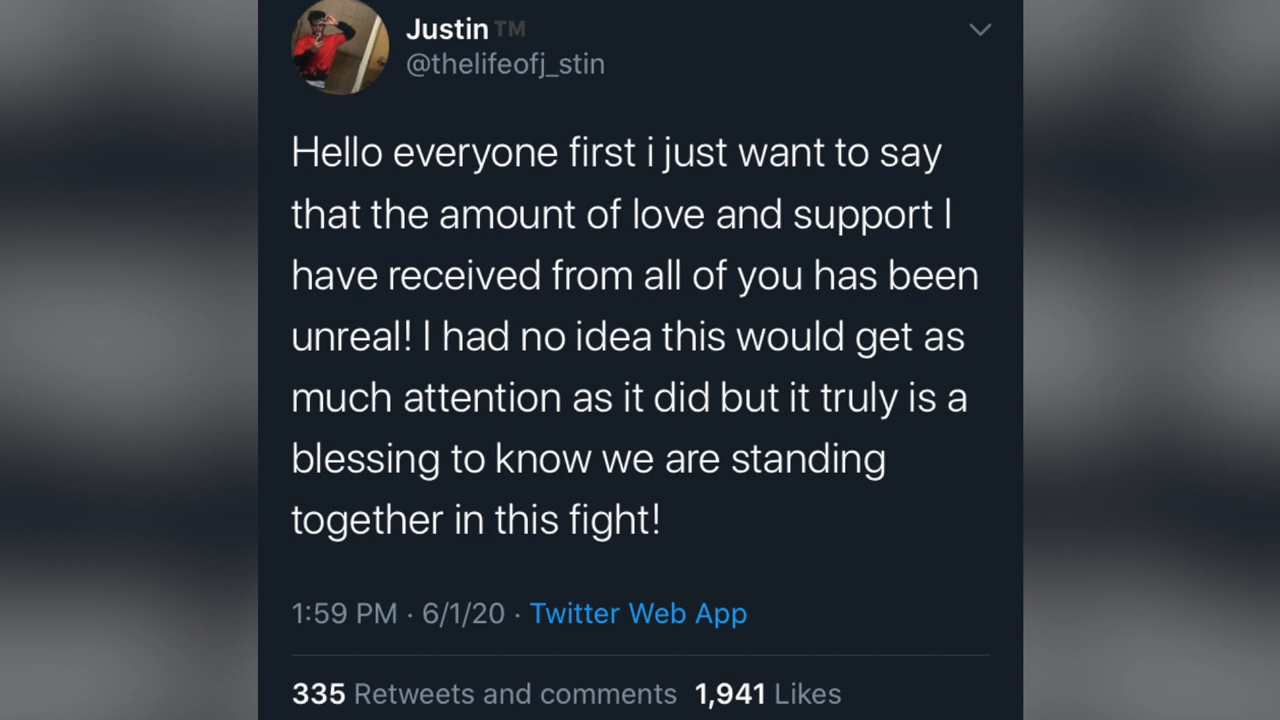 Justin TM
@thelifeofj_stin
Hello everyone first i just want to say
that the amount of love and support I
have received from all of you has been
unreal! I had no idea this would get as
much attention as it did but it truly is a
blessing to know we are standing
together in this fight!
1:59 PM · 6/1/20 · Twitter Web App
335 Retweets and comments 1,941 Likes